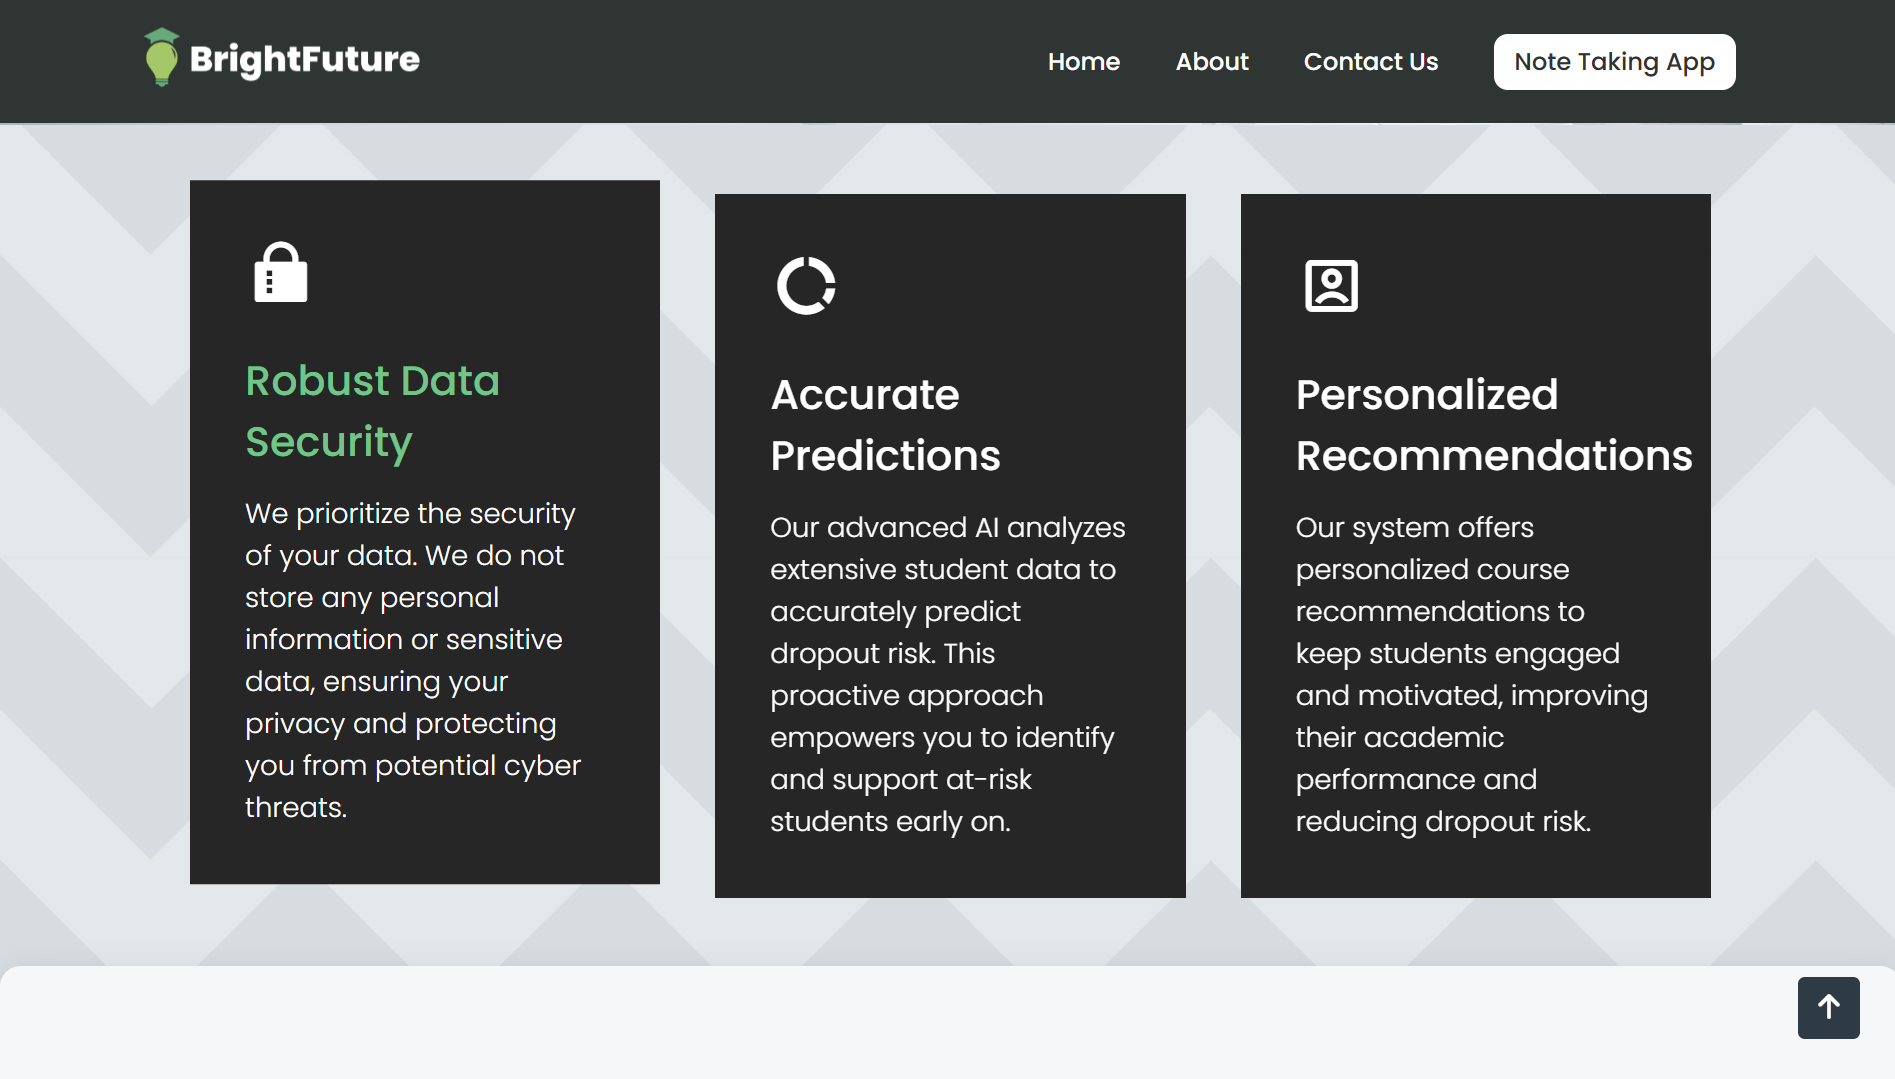 BrightFuture
Home
About
Contact Us
Note Taking App
Robust Data
Security
We prioritize the security
of your data. We do not
store any personal
information or sensitive
data, ensuring your
privacy and protecting
you from potential cyber
threats.
Accurate
Predictions
Our advanced AI analyzes
extensive student data to
accurately predict
dropout risk. This
proactive approach
empowers you to identify
and support at-risk
students early on.
Personalized
Recommendations
Our system offers
personalized course
recommendations to
keep students engaged
and motivated, improving
their academic
performance and
reducing dropout risk.